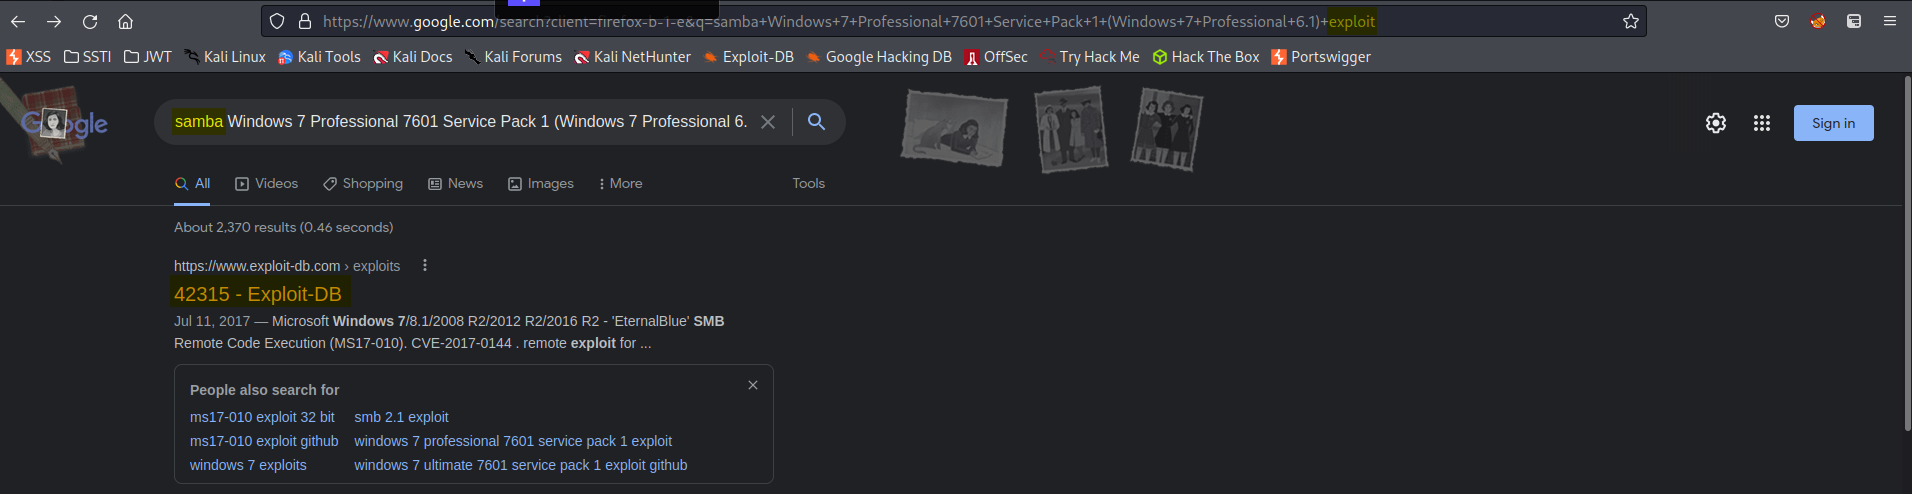 https://www.google.com/search?client=firefox-b-1-e&q=samba+Windows+7+Professional+7601+Service+Pack+1+(Windows+7+Professional+6.1)+exploit
XSS SSTI JWT Kali Linux Kali Tools Kali Docs Kali Forums Kali NetHunter Exploit-DB Google Hacking DB OffSec Try Hack Me Hack The Box Portswigger
Google
samba Windows 7 Professional 7601 Service Pack 1 (Windows 7 Professional 6.
Sign in
All Videos Shopping News Images More Tools
About 2,370 results (0.46 seconds)
https://www.exploit-db.com › exploits
42315 - Exploit-DB
Jul 11, 2017 — Microsoft Windows 7/8.1/2008 R2/2012 R2/2016 R2 - 'EternalBlue' SMB
Remote Code Execution (MS17-010). CVE-2017-0144 . remote exploit for ...
People also search for
ms17-010 exploit 32 bit smb 2.1 exploit
ms17-010 exploit github windows 7 professional 7601 service pack 1 exploit
windows 7 exploits windows 7 ultimate 7601 service pack 1 exploit github